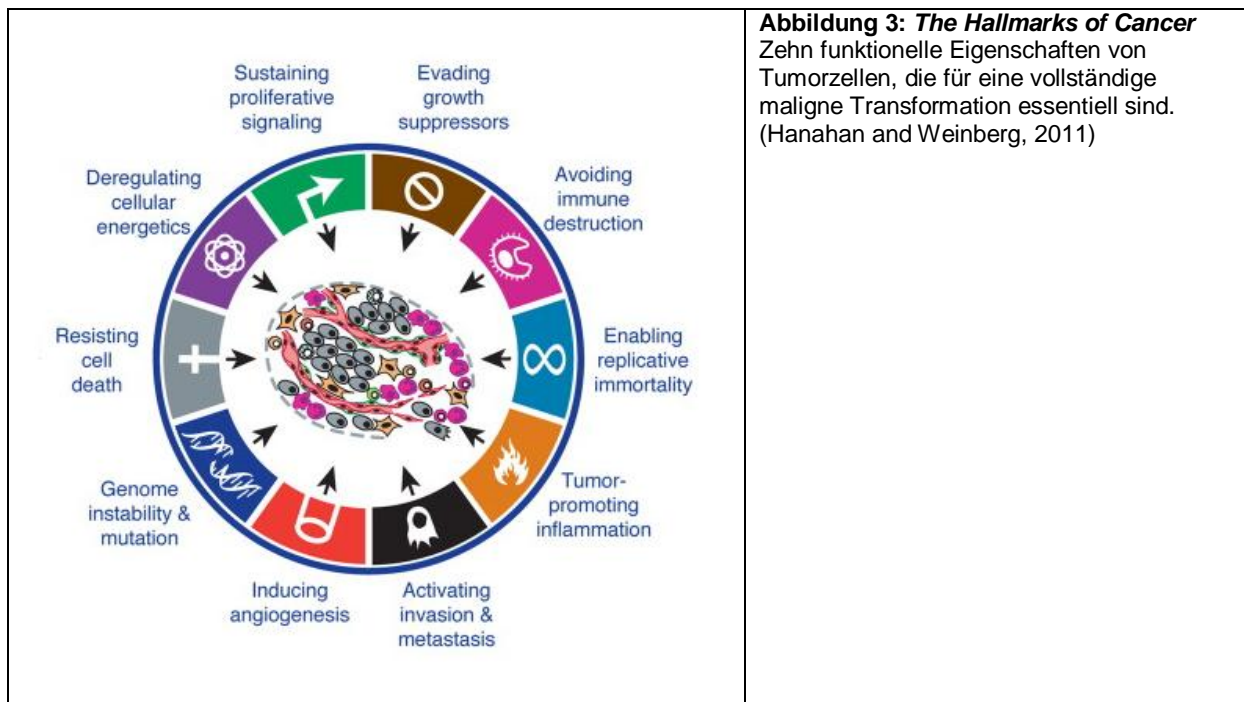 Abbildung 3: The Hallmarks of Cancer
Zehn funktionelle Eigenschaften von
Tumorzellen, die für eine vollständige
maligne Transformation essentiell sind.
(Hanahan and Weinberg, 2011)
Sustaining
proliferative
signaling
Evading
growth
suppressors
Avoiding
immune
destruction
Enabling
replicative
immortality
Tumor-
promoting
inflammation
Activating
invasion &
metastasis
Inducing
angiogenesis
Genome
instability &
mutation
Resisting
cell
death
Deregulating
cellular
energetics